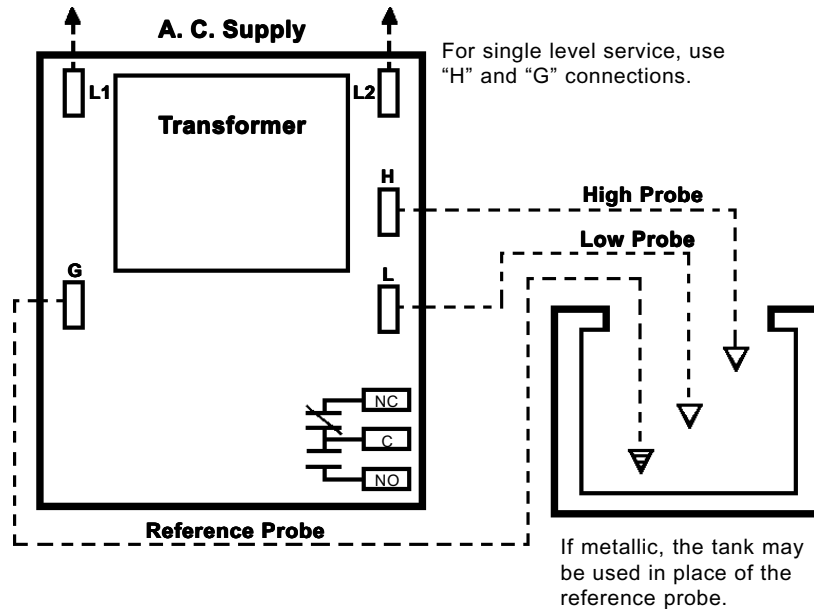 A. C. Supply
For single level service, use
“H” and “G” connections.
L1
L2
Transformer
H
High Probe
Low Probe
G
L
NC
C
NO
Reference Probe
If metallic, the tank may
be used in place of the
reference probe.